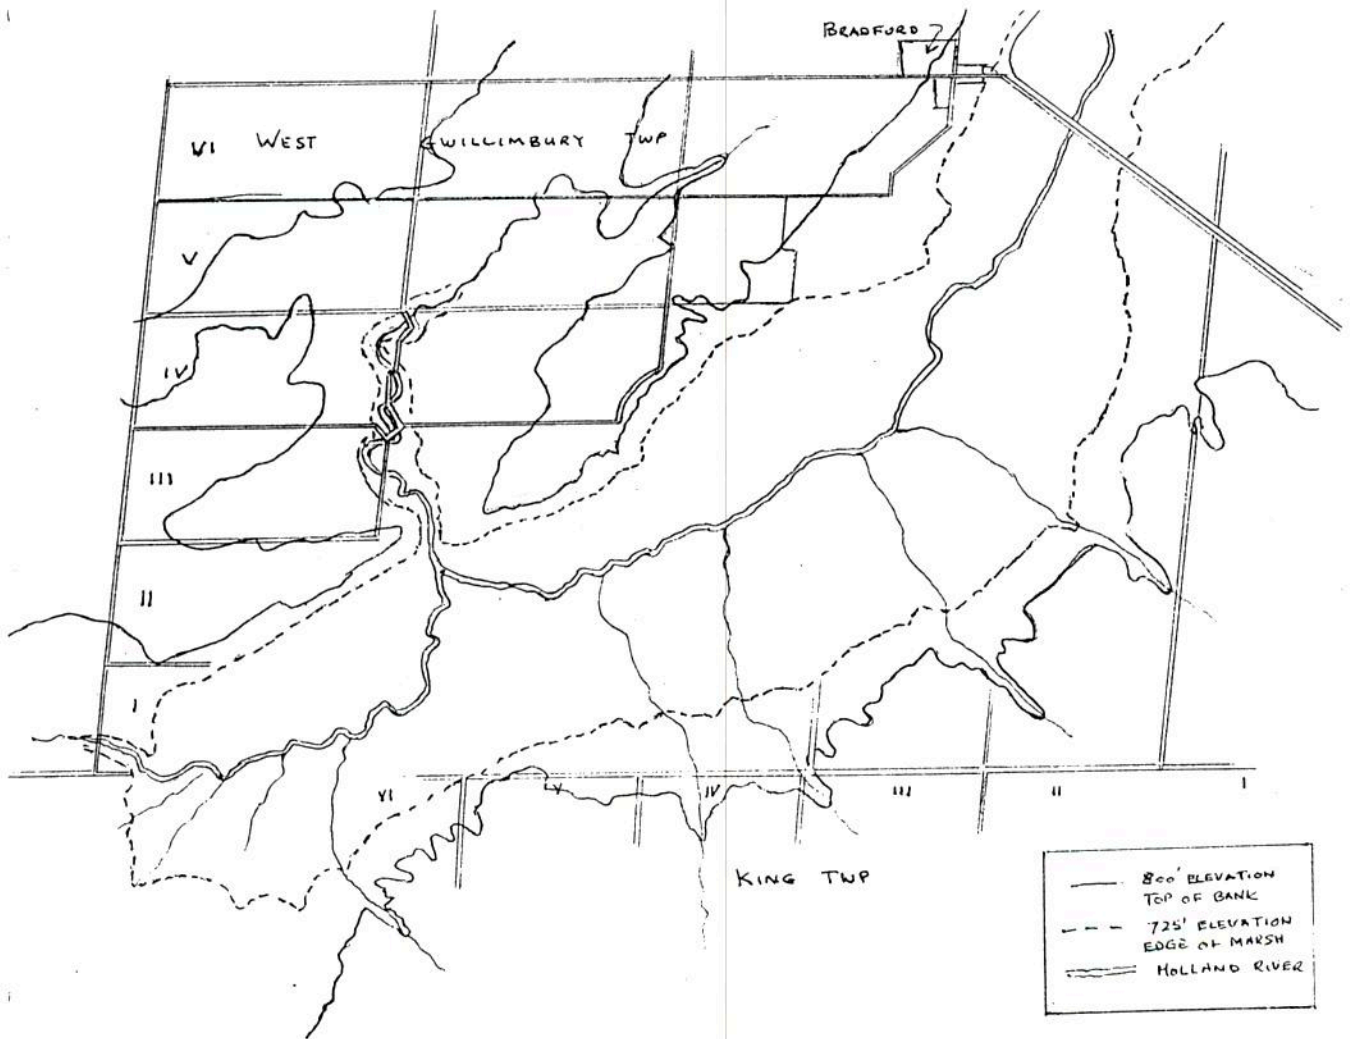 BRADFORD
VI WEST GWILLIMBURY TWP
V
IV
III
II
I
VI V IV III II I
KING TWP
800' ELEVATION
TOP OF BANK
725' ELEVATION
EDGE OF MARSH
HOLLAND RIVER